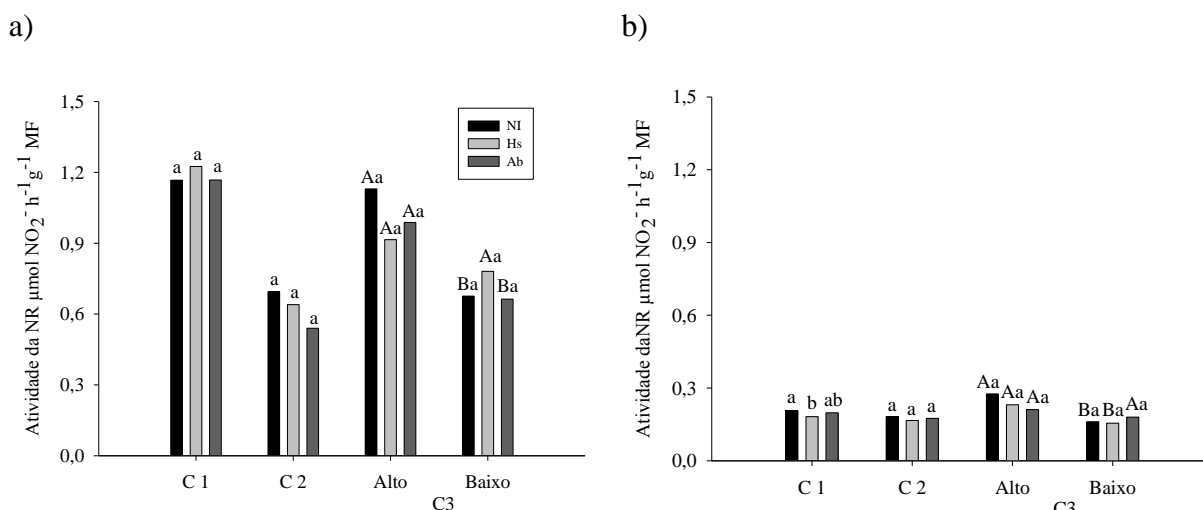 a)
Atividade da NR µmol NO₂⁻ h⁻¹g⁻¹ MF
1,5
1,2
0,9
0,6
0,3
0,0
NI
Hs
Ab
a a a
a a a
Aa Aa Aa
Ba Aa Ba
C 1 C 2 Alto Baixo
C3
b)
Atividade daNR µmol NO₂⁻ h⁻¹g⁻¹ MF
1,5
1,2
0,9
0,6
0,3
0,0
a b ab
a a a
Aa Aa Aa
Ba Ba Aa
C 1 C 2 Alto Baixo
C3